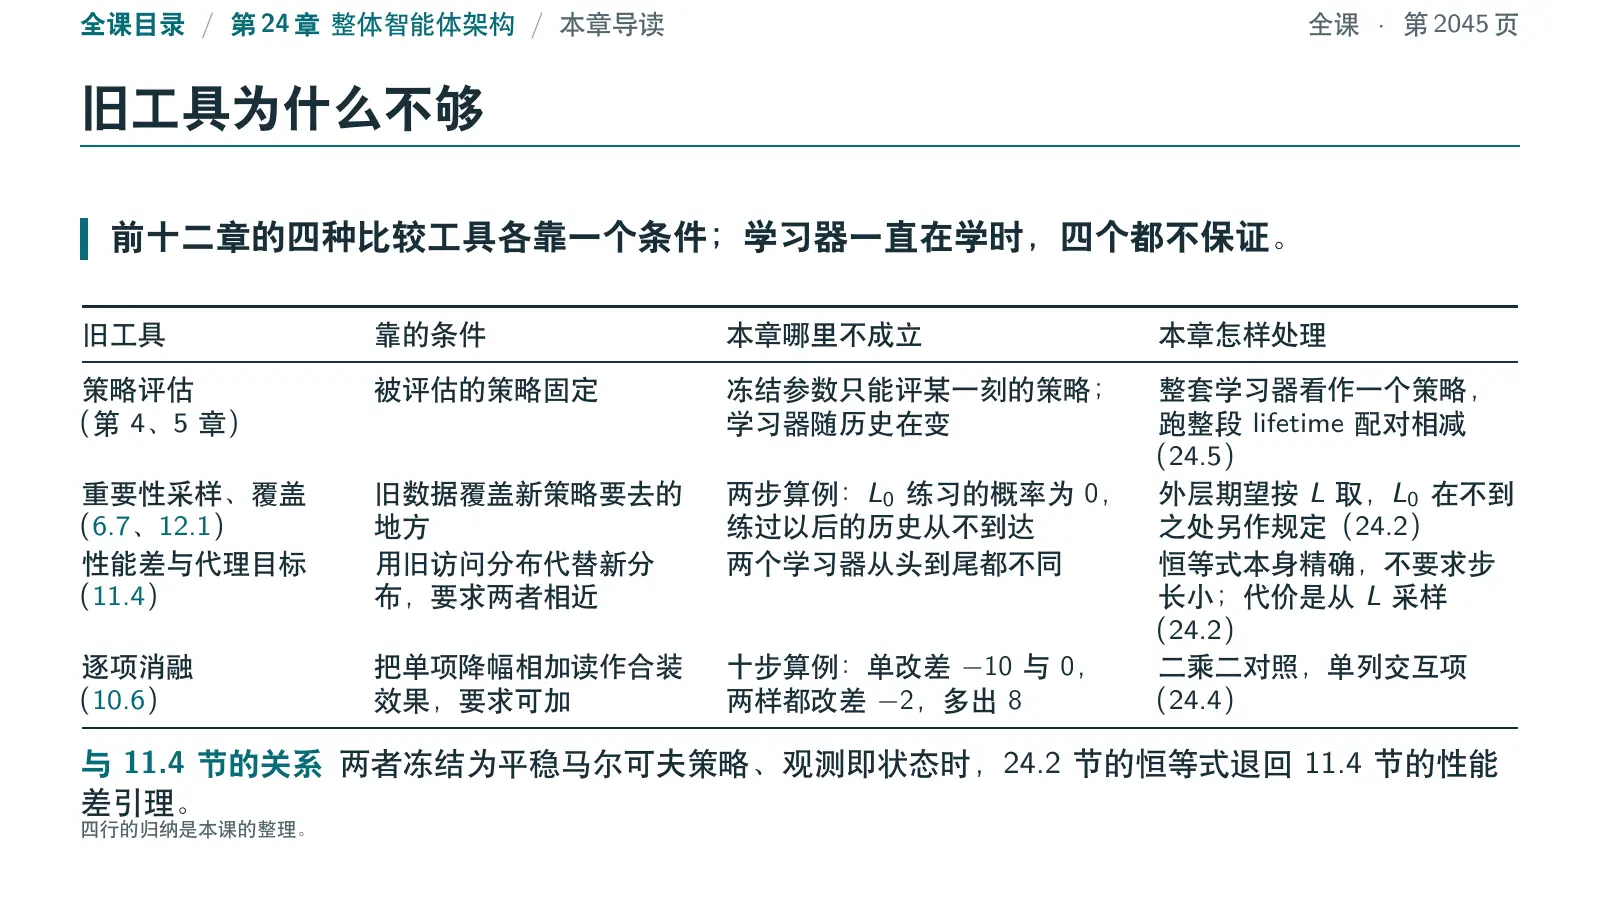 全课目录 / 第 24 章 整体智能体架构 / 本章导读
全课 · 第 2045 页
旧工具为什么不够
前十二章的四种比较工具各靠一个条件；学习器一直在学时，四个都不保证。
旧工具 靠的条件 本章哪里不成立 本章怎样处理
策略评估 被评估的策略固定 冻结参数只能评某一刻的策略； 整套学习器看作一个策略，
(第 4、5 章) 学习器随历史在变 跑整段 lifetime 配对相减
(24.5)
重要性采样、覆盖 旧数据覆盖新策略要去的 两步算例：L₀ 练习的概率为 0， 外层期望按 L 取，L₀ 在不到
(6.7、12.1) 地方 练过以后的历史从不到达 之处另作规定 (24.2)
性能差与代理目标 用旧访问分布代替新分 两个学习器从头到尾都不同 恒等式本身精确，不要求步
(11.4) 布，要求两者相近 长小；代价是从 L 采样
(24.2)
逐项消融 把单项降幅相加读作合装 十步算例：单改差 −10 与 0， 二乘二对照，单列交互项
(10.6) 效果，要求可加 两样都改差 −2，多出 8 (24.4)
与 11.4 节的关系 两者冻结为平稳马尔可夫策略、观测即状态时，24.2 节的恒等式退回 11.4 节的性能
差引理。
四行的归纳是本课的整理。